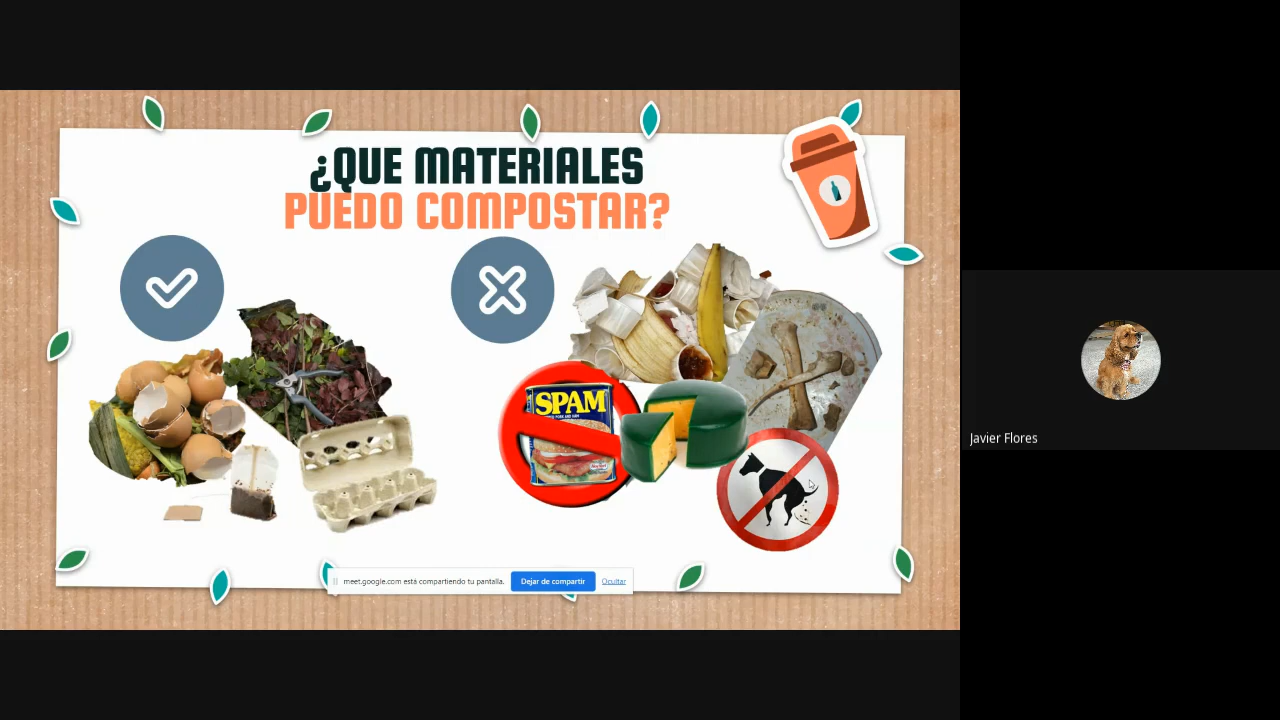 ¿QUE MATERIALES
PUEDO COMPOSTAR?
SPAM
meet.google.com está compartiendo tu pantalla.
Dejar de compartir
Ocultar
Javier Flores